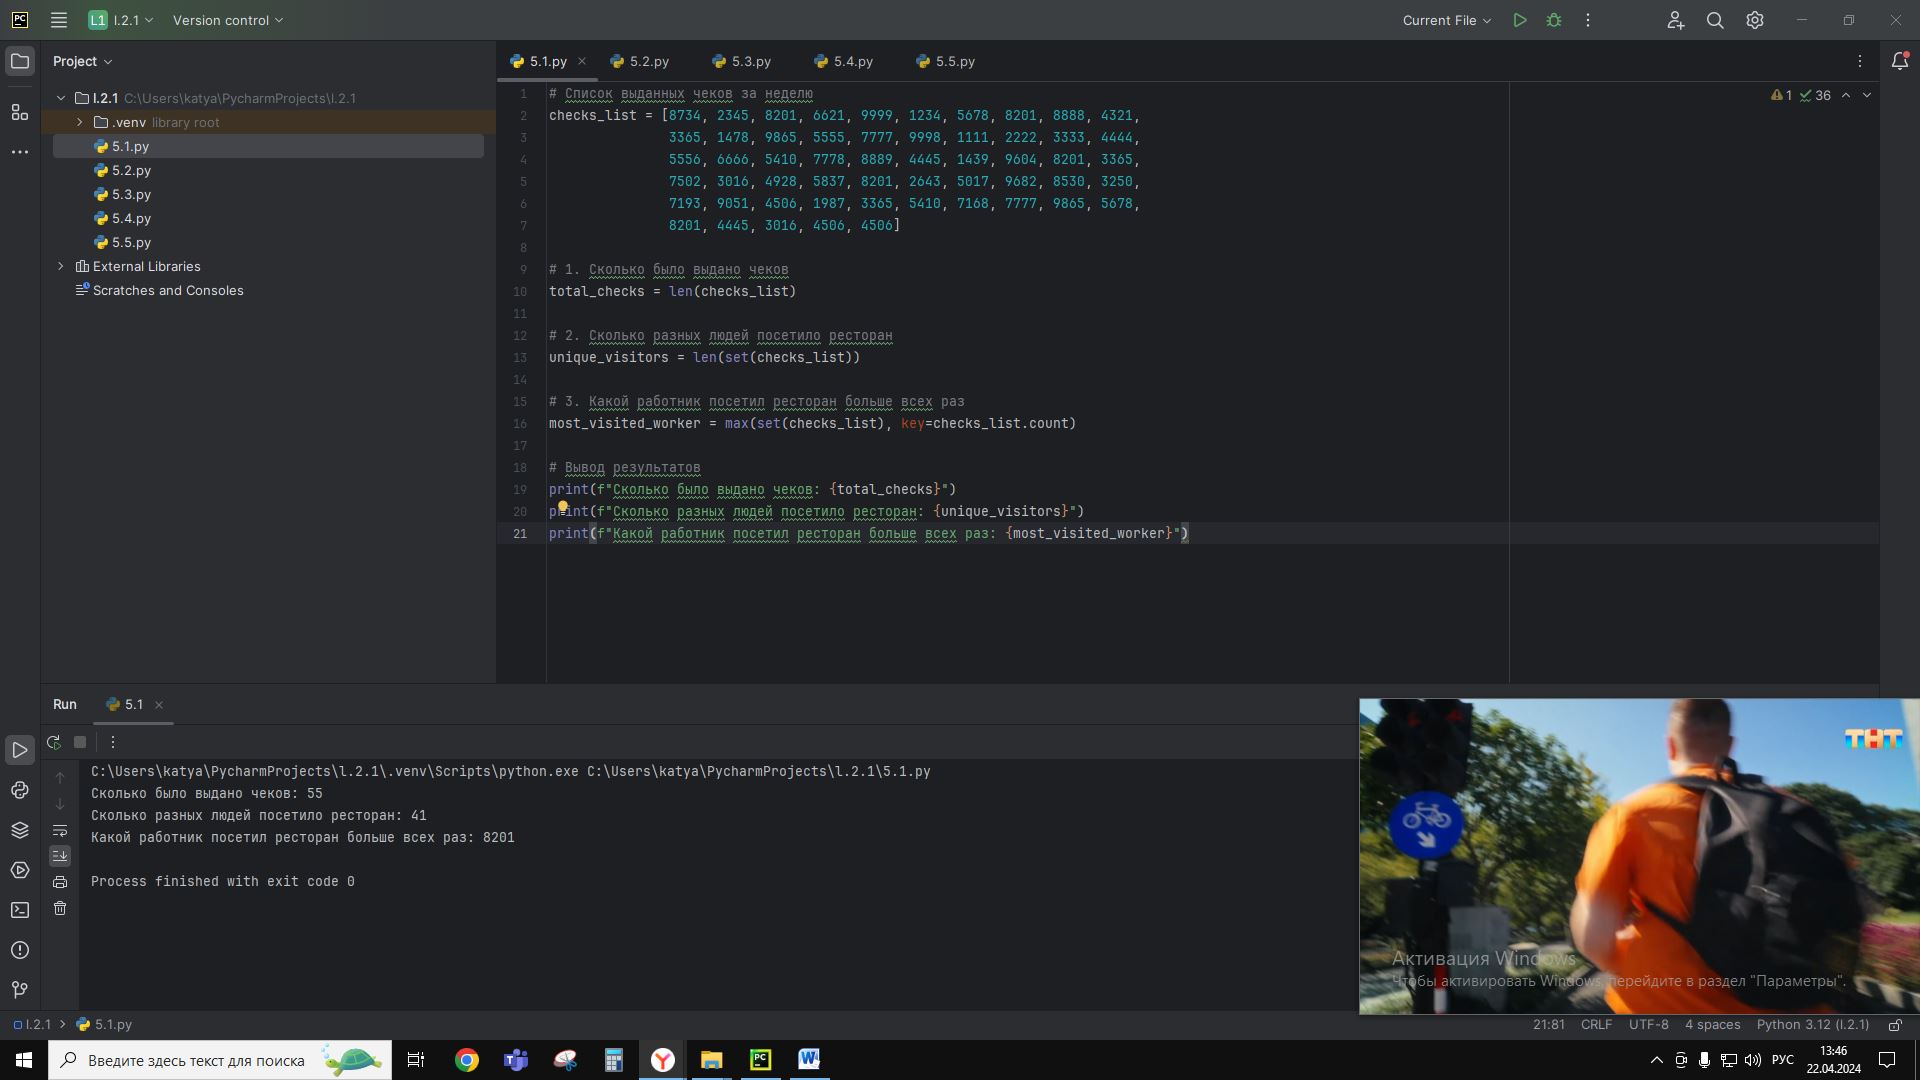 PC
L1 l.2.1 Version control
Current File
Project
5.1.py 5.2.py 5.3.py 5.4.py 5.5.py
l.2.1 C:\Users\katya\PycharmProjects\l.2.1
.venv library root
5.1.py
5.2.py
5.3.py
5.4.py
5.5.py
External Libraries
Scratches and Consoles
1 36
1 # Список выданных чеков за неделю
2 checks_list = [8734, 2345, 8201, 6621, 9999, 1234, 5678, 8201, 8888, 4321,
3 3365, 1478, 9865, 5555, 7777, 9998, 1111, 2222, 3333, 4444,
4 5556, 6666, 5410, 7778, 8889, 4445, 1439, 9604, 8201, 3365,
5 7502, 3016, 4928, 5837, 8201, 2643, 5017, 9682, 8530, 3250,
6 7193, 9051, 4506, 1987, 3365, 5410, 7168, 7777, 9865, 5678,
7 8201, 4445, 3016, 4506, 4506]
8
9 # 1. Сколько было выдано чеков
10 total_checks = len(checks_list)
11
12 # 2. Сколько разных людей посетило ресторан
13 unique_visitors = len(set(checks_list))
14
15 # 3. Какой работник посетил ресторан больше всех раз
16 most_visited_worker = max(set(checks_list), key=checks_list.count)
17
18 # Вывод результатов
19 print(f"Сколько было выдано чеков: {total_checks}")
20 print(f"Сколько разных людей посетило ресторан: {unique_visitors}")
21 print(f"Какой работник посетил ресторан больше всех раз: {most_visited_worker}")
Run 5.1
C:\Users\katya\PycharmProjects\l.2.1\.venv\Scripts\python.exe C:\Users\katya\PycharmProjects\l.2.1\5.1.py
Сколько было выдано чеков: 55
Сколько разных людей посетило ресторан: 41
Какой работник посетил ресторан больше всех раз: 8201
Process finished with exit code 0
ТНТ
Активация Windows
Чтобы активировать Windows, перейдите в раздел "Параметры".
l.2.1 5.1.py
21:81 CRLF UTF-8 4 spaces Python 3.12 (l.2.1)
Введите здесь текст для поиска
РУС
13:46
22.04.2024